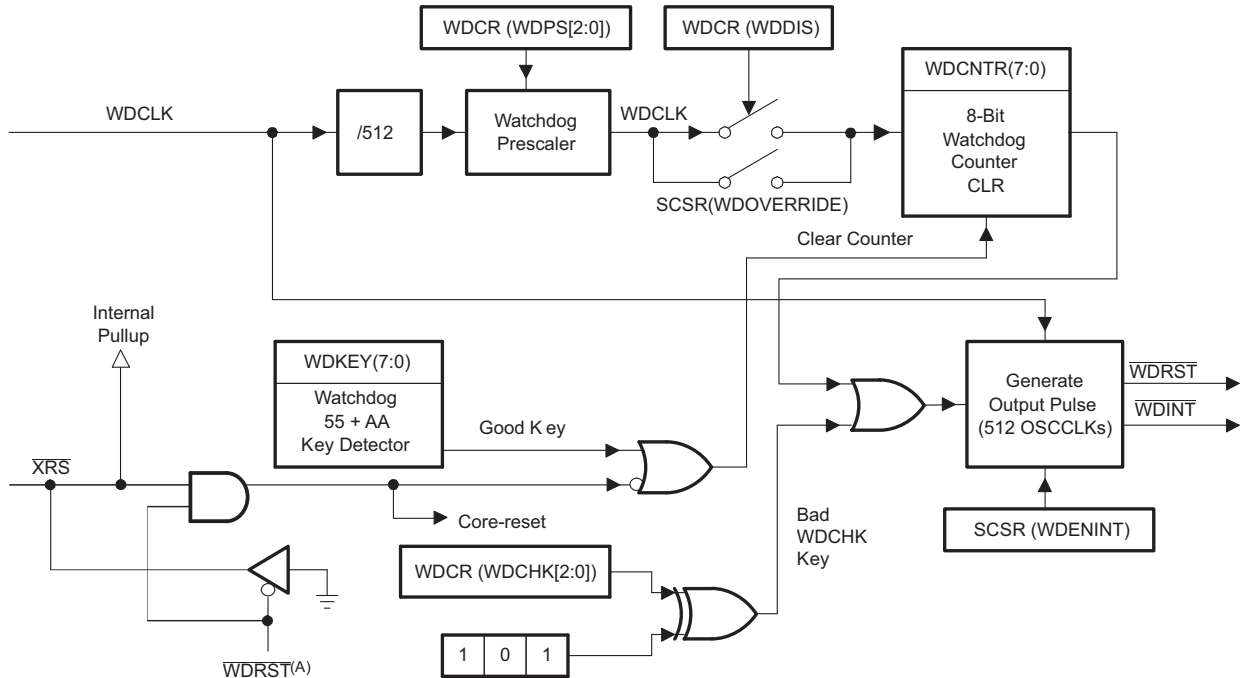 WDCR (WDPS[2:0])
WDCR (WDDIS)
WDCNTR(7:0)
8-Bit
Watchdog
Counter
CLR
WDCLK
/512
Watchdog
Prescaler
WDCLK
SCSR(WDOVERRIDE)
Clear Counter
Internal
Pullup
WDKEY(7:0)
Watchdog
55 + AA
Key Detector
Good Key
Generate
Output Pulse
(512 OSCCLKs)
WDRST
WDINT
XRS
Core-reset
Bad
WDCHK
Key
SCSR (WDENINT)
WDCR (WDCHK[2:0])
1 0 1
WDRST(A)